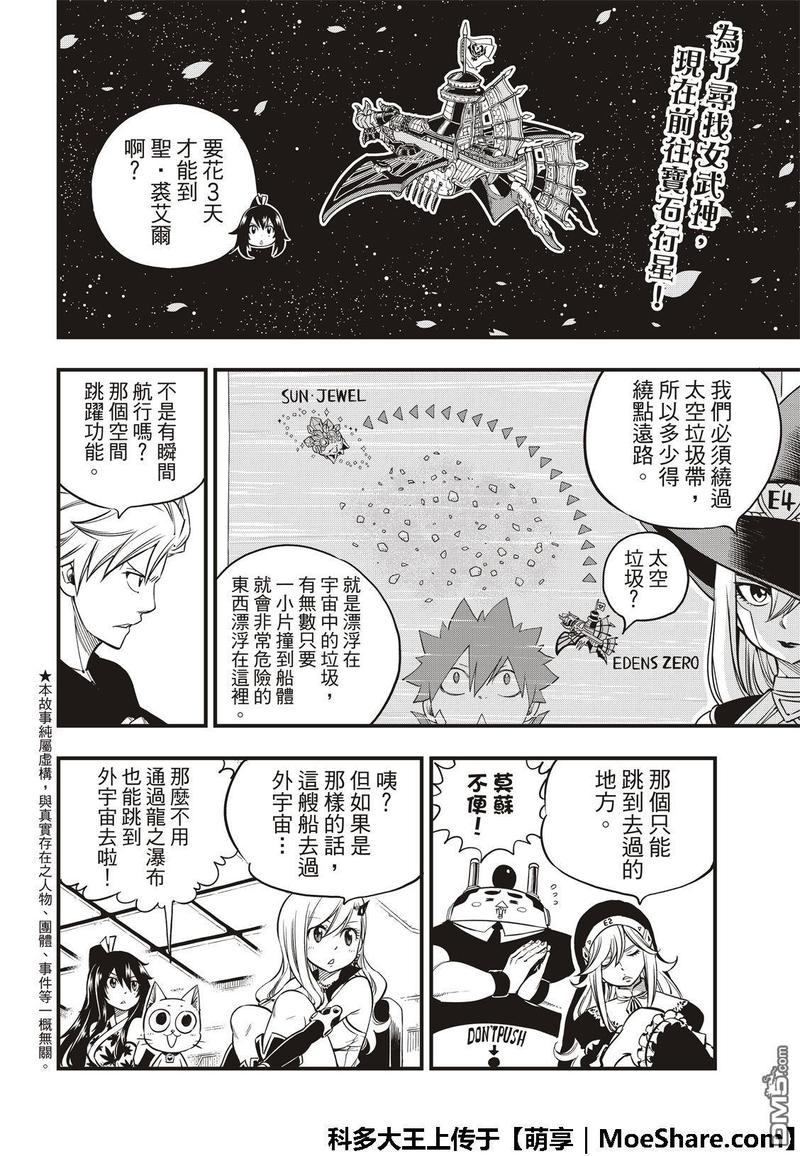 為了尋找女武神，
現在前往寶石行星！
要花3天
才能到
聖·裘艾爾
啊？
我們必須繞過
太空垃圾帶，
所以多少得
繞點遠路。
E4
SUN·JEWEL
太空
垃圾？
EDENS ZERO
就是漂浮在
宇宙中的垃圾，
有無數只要
一小片撞到船體
就會非常危險的
東西漂浮在這裡。
不是有瞬間
航行嗎？
那個空間
跳躍功能。
那個只能
跳到去過的
地方。
莫蘇
不便！
E2
DON'T PUSH
咦？
但如果是
那樣的話，
這艘船去過
外宇宙…
那麼不用
通過龍之瀑布
也能跳到
外宇宙去啦！
★本故事純屬虛構，與真實存在之人物、團體、事件等一概無關。
DM5.com
科多大王上传于【萌享｜MoeShare.com】